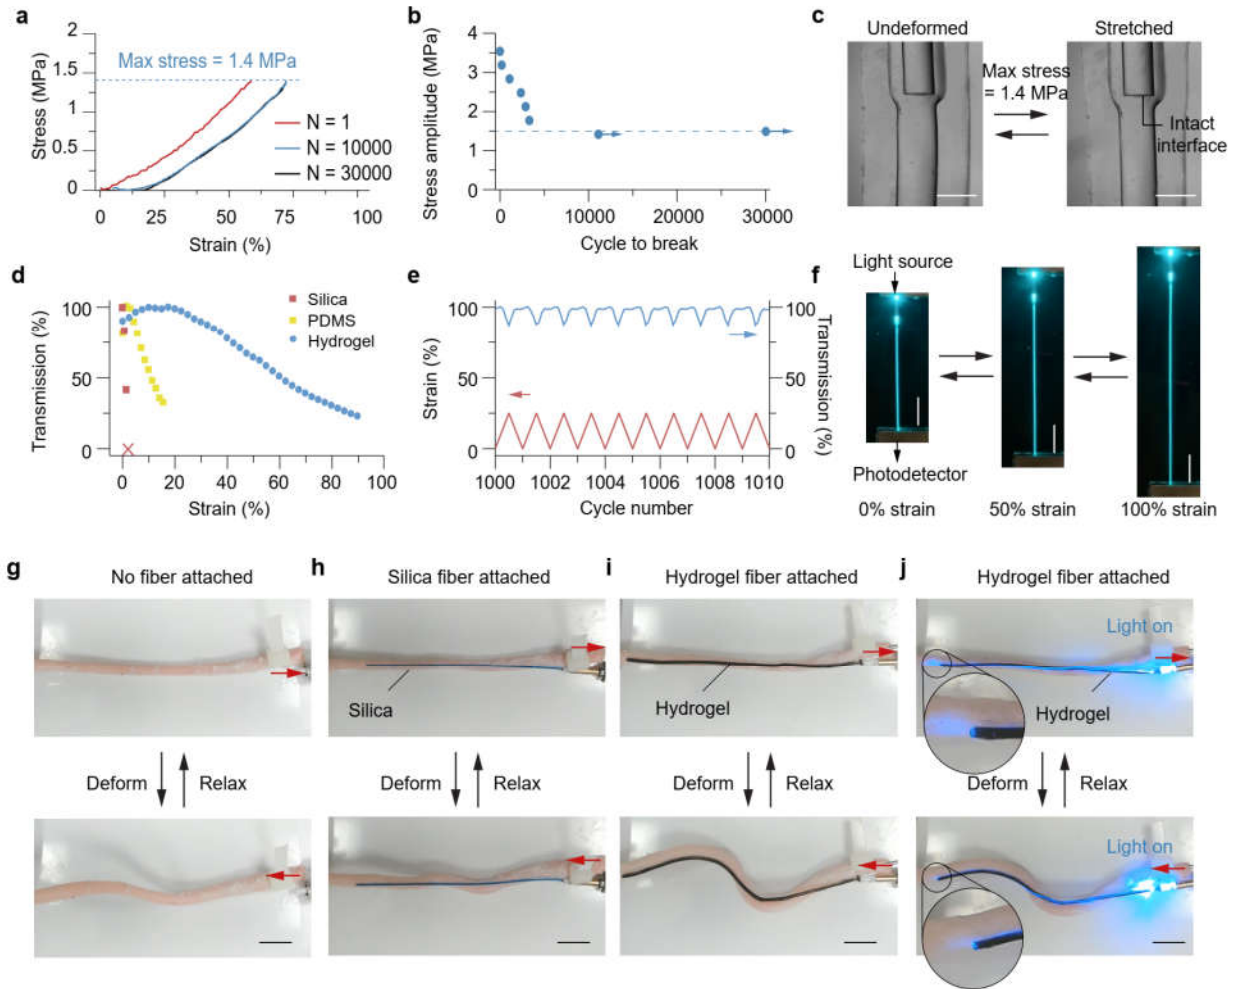 a
Stress (MPa)
2
1.5
1
0.5
0
Max stress = 1.4 MPa
N = 1
N = 10000
N = 30000
0 25 50 75 100
Strain (%)
b
Stress amplitude (MPa)
4
3
2
1
0
0 10000 20000 30000
Cycle to break
c
Undeformed
Stretched
Max stress
= 1.4 MPa
Intact
interface
d
Transmission (%)
100
50
0
Silica
PDMS
Hydrogel
0 20 40 60 80 100
Strain (%)
e
Strain (%)
100
50
0
100
50
0
Transmission (%)
1000 1002 1004 1006 1008 1010
Cycle number
f
Light source
Photodetector
0% strain
50% strain
100% strain
g
No fiber attached
Deform
Relax
h
Silica fiber attached
Silica
Deform
Relax
i
Hydrogel fiber attached
Hydrogel
Deform
Relax
j
Hydrogel fiber attached
Light on
Hydrogel
Deform
Relax
Light on